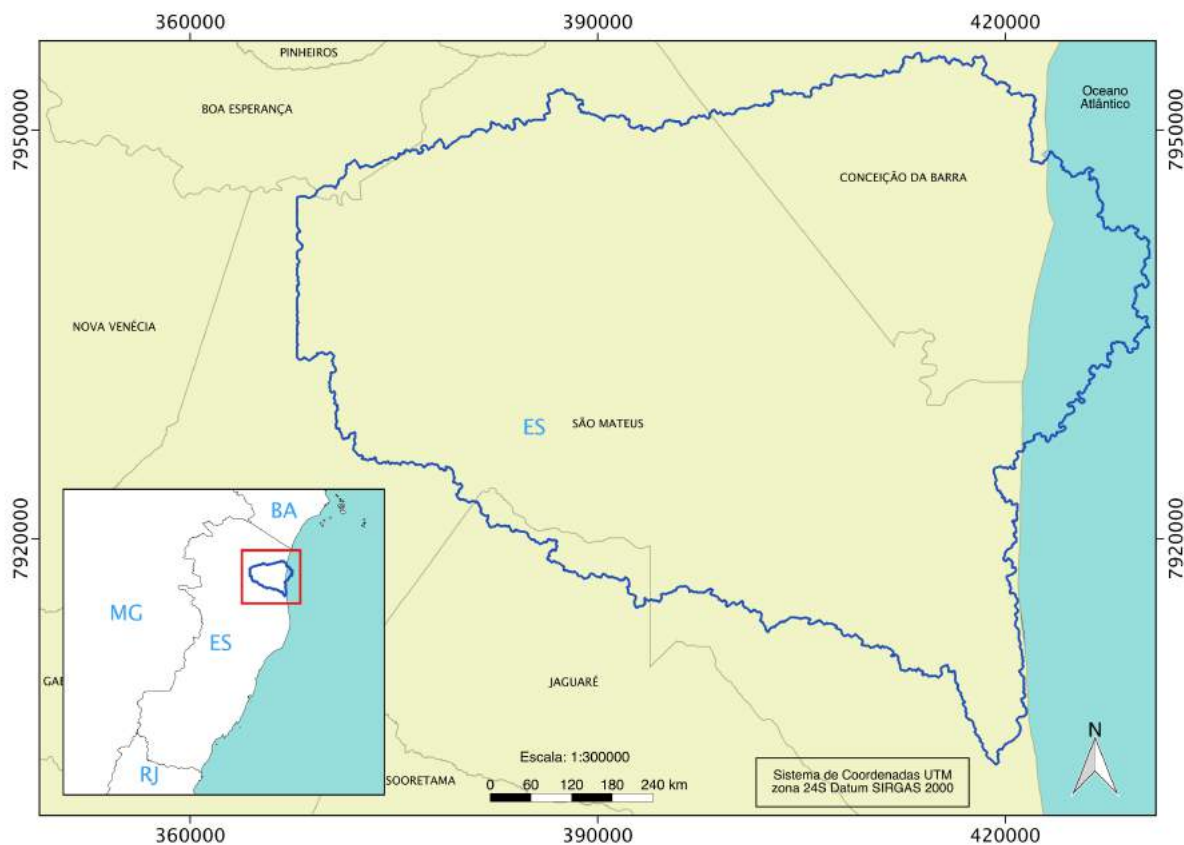 360000
390000
420000
PINHEIROS
BOA ESPERANÇA
Oceano
Atlântico
7950000
7950000
CONCEIÇÃO DA BARRA
NOVA VENÉCIA
ES
SÃO MATEUS
BA
7920000
7920000
MG
ES
JAGUARÉ
N
Escala: 1:300000
RJ
SOORETAMA
0
60
120
180
240 km
Sistema de Coordenadas UTM
zona 24S Datum SIRGAS 2000
360000
390000
420000